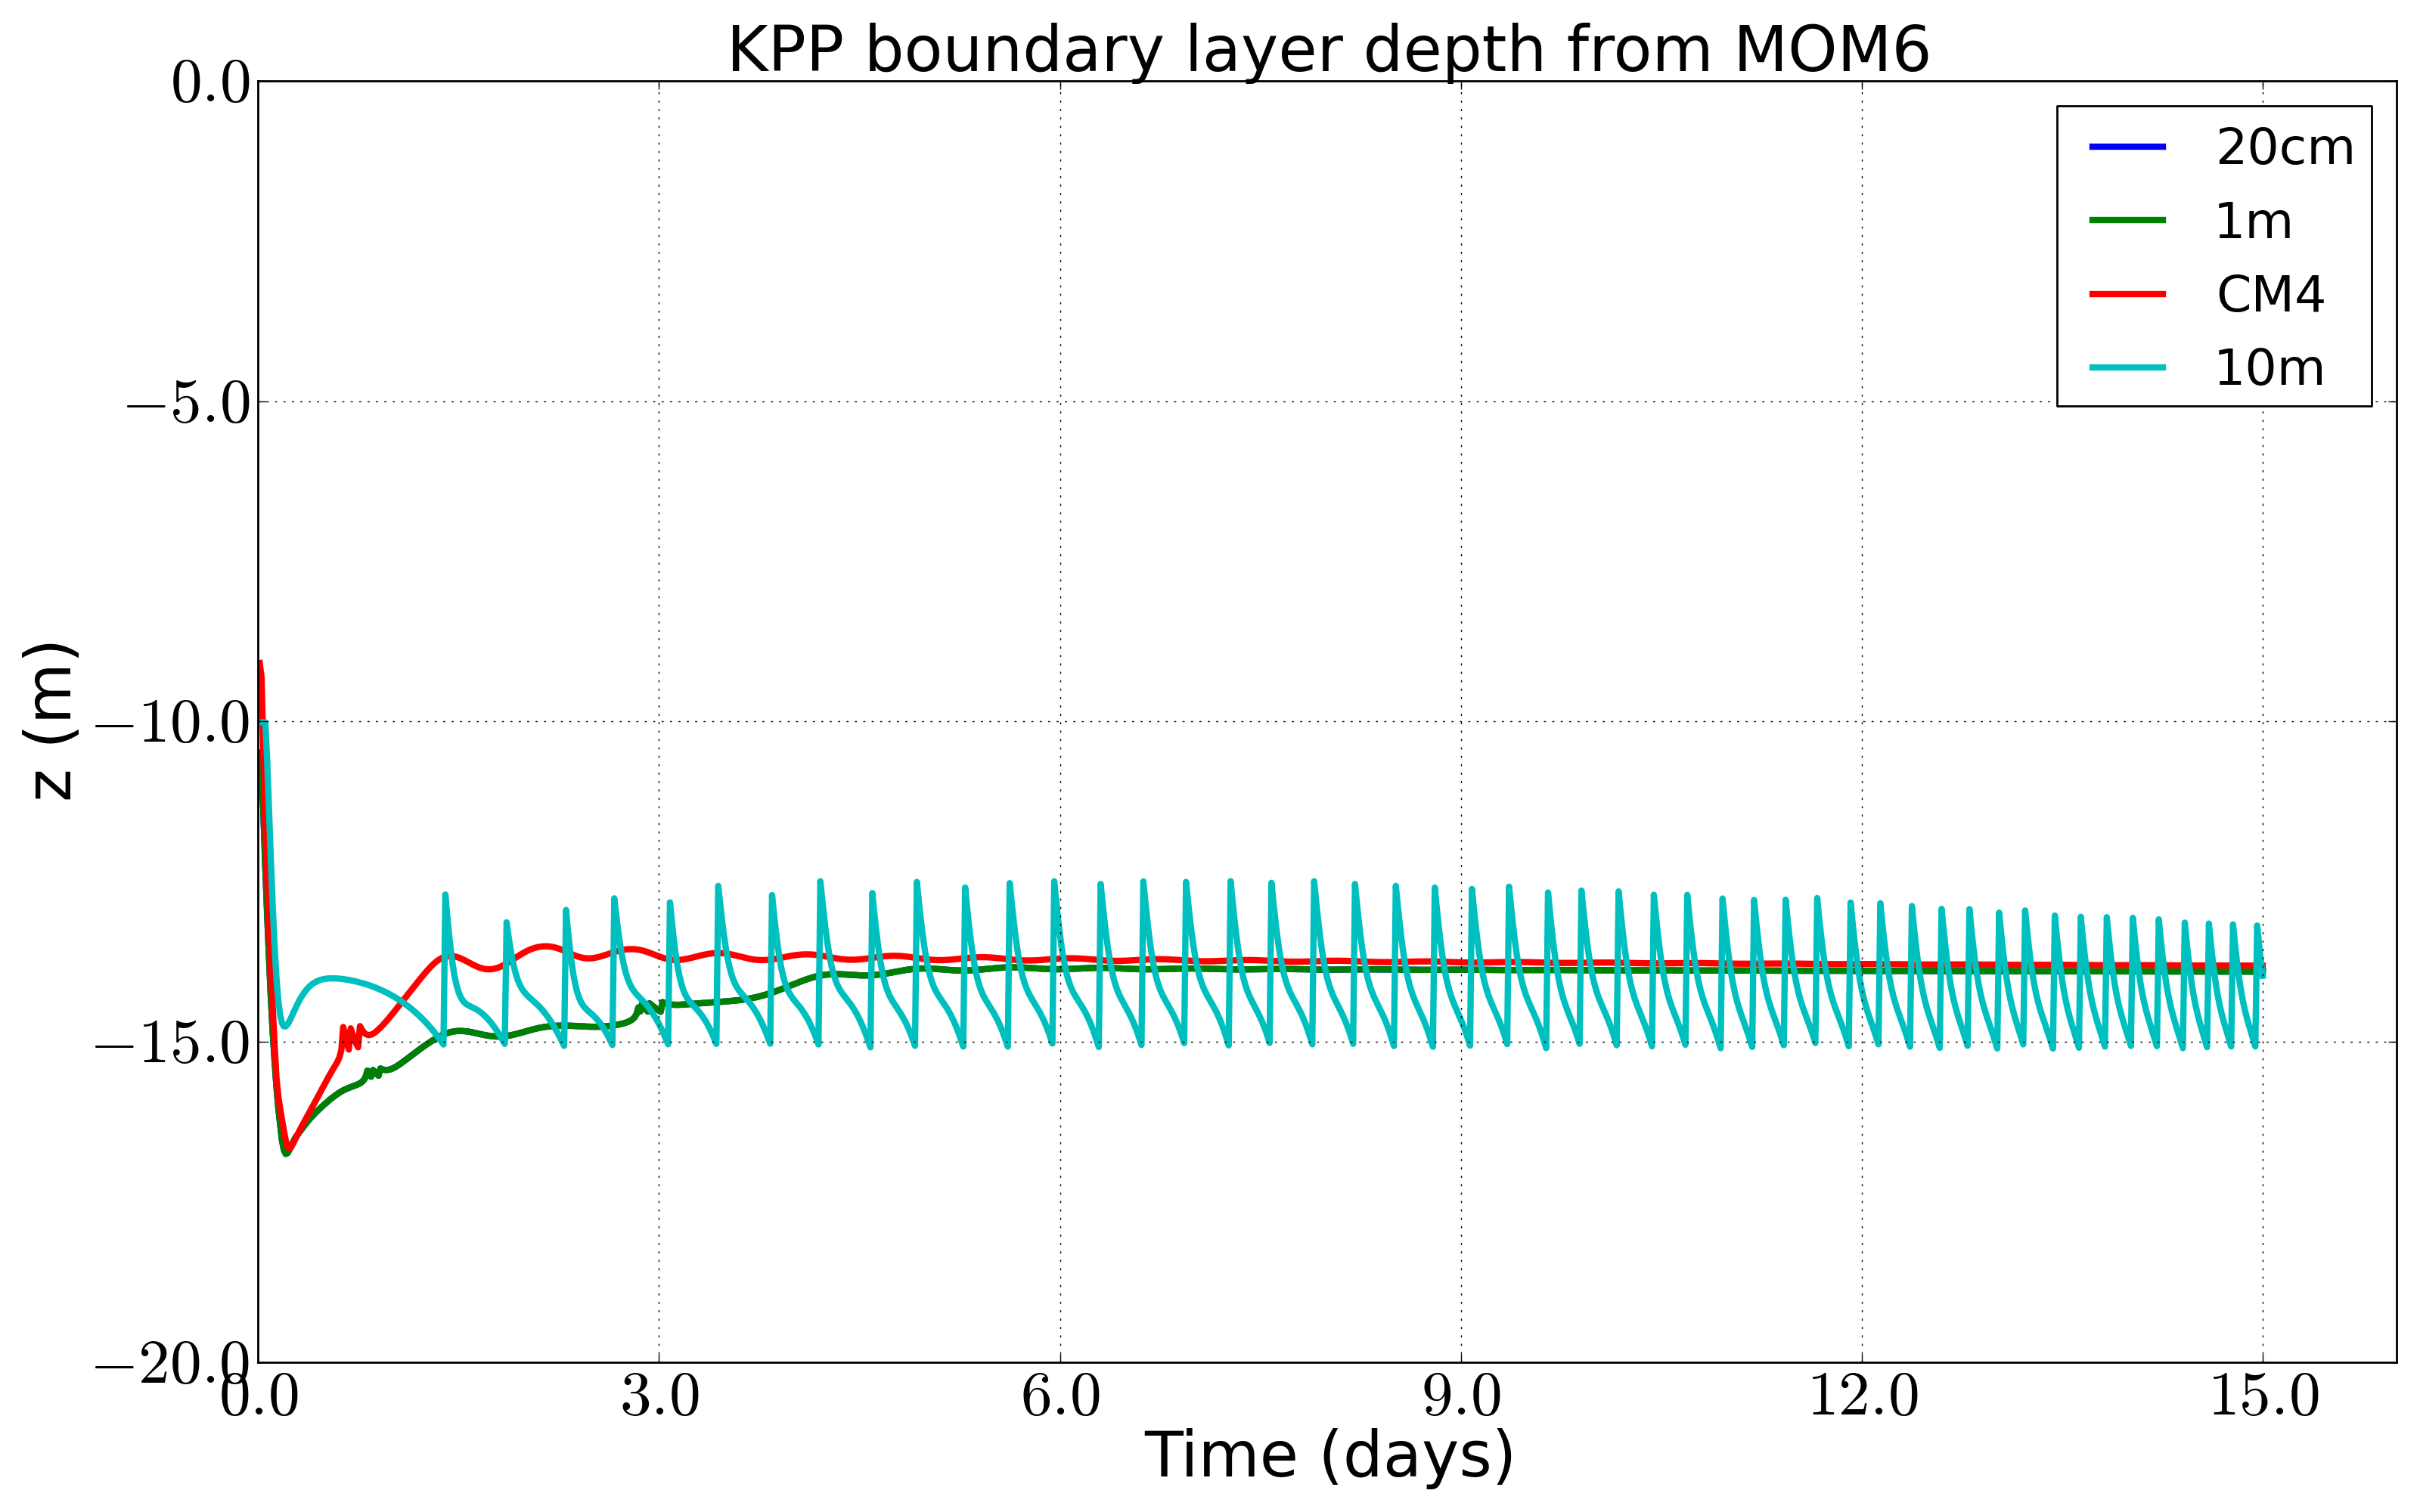 KPP boundary layer depth from MOM6
0.0
−5.0
−10.0
−15.0
−20.0
z (m)
20cm
1m
CM4
10m
0.0 3.0 6.0 9.0 12.0 15.0
Time (days)